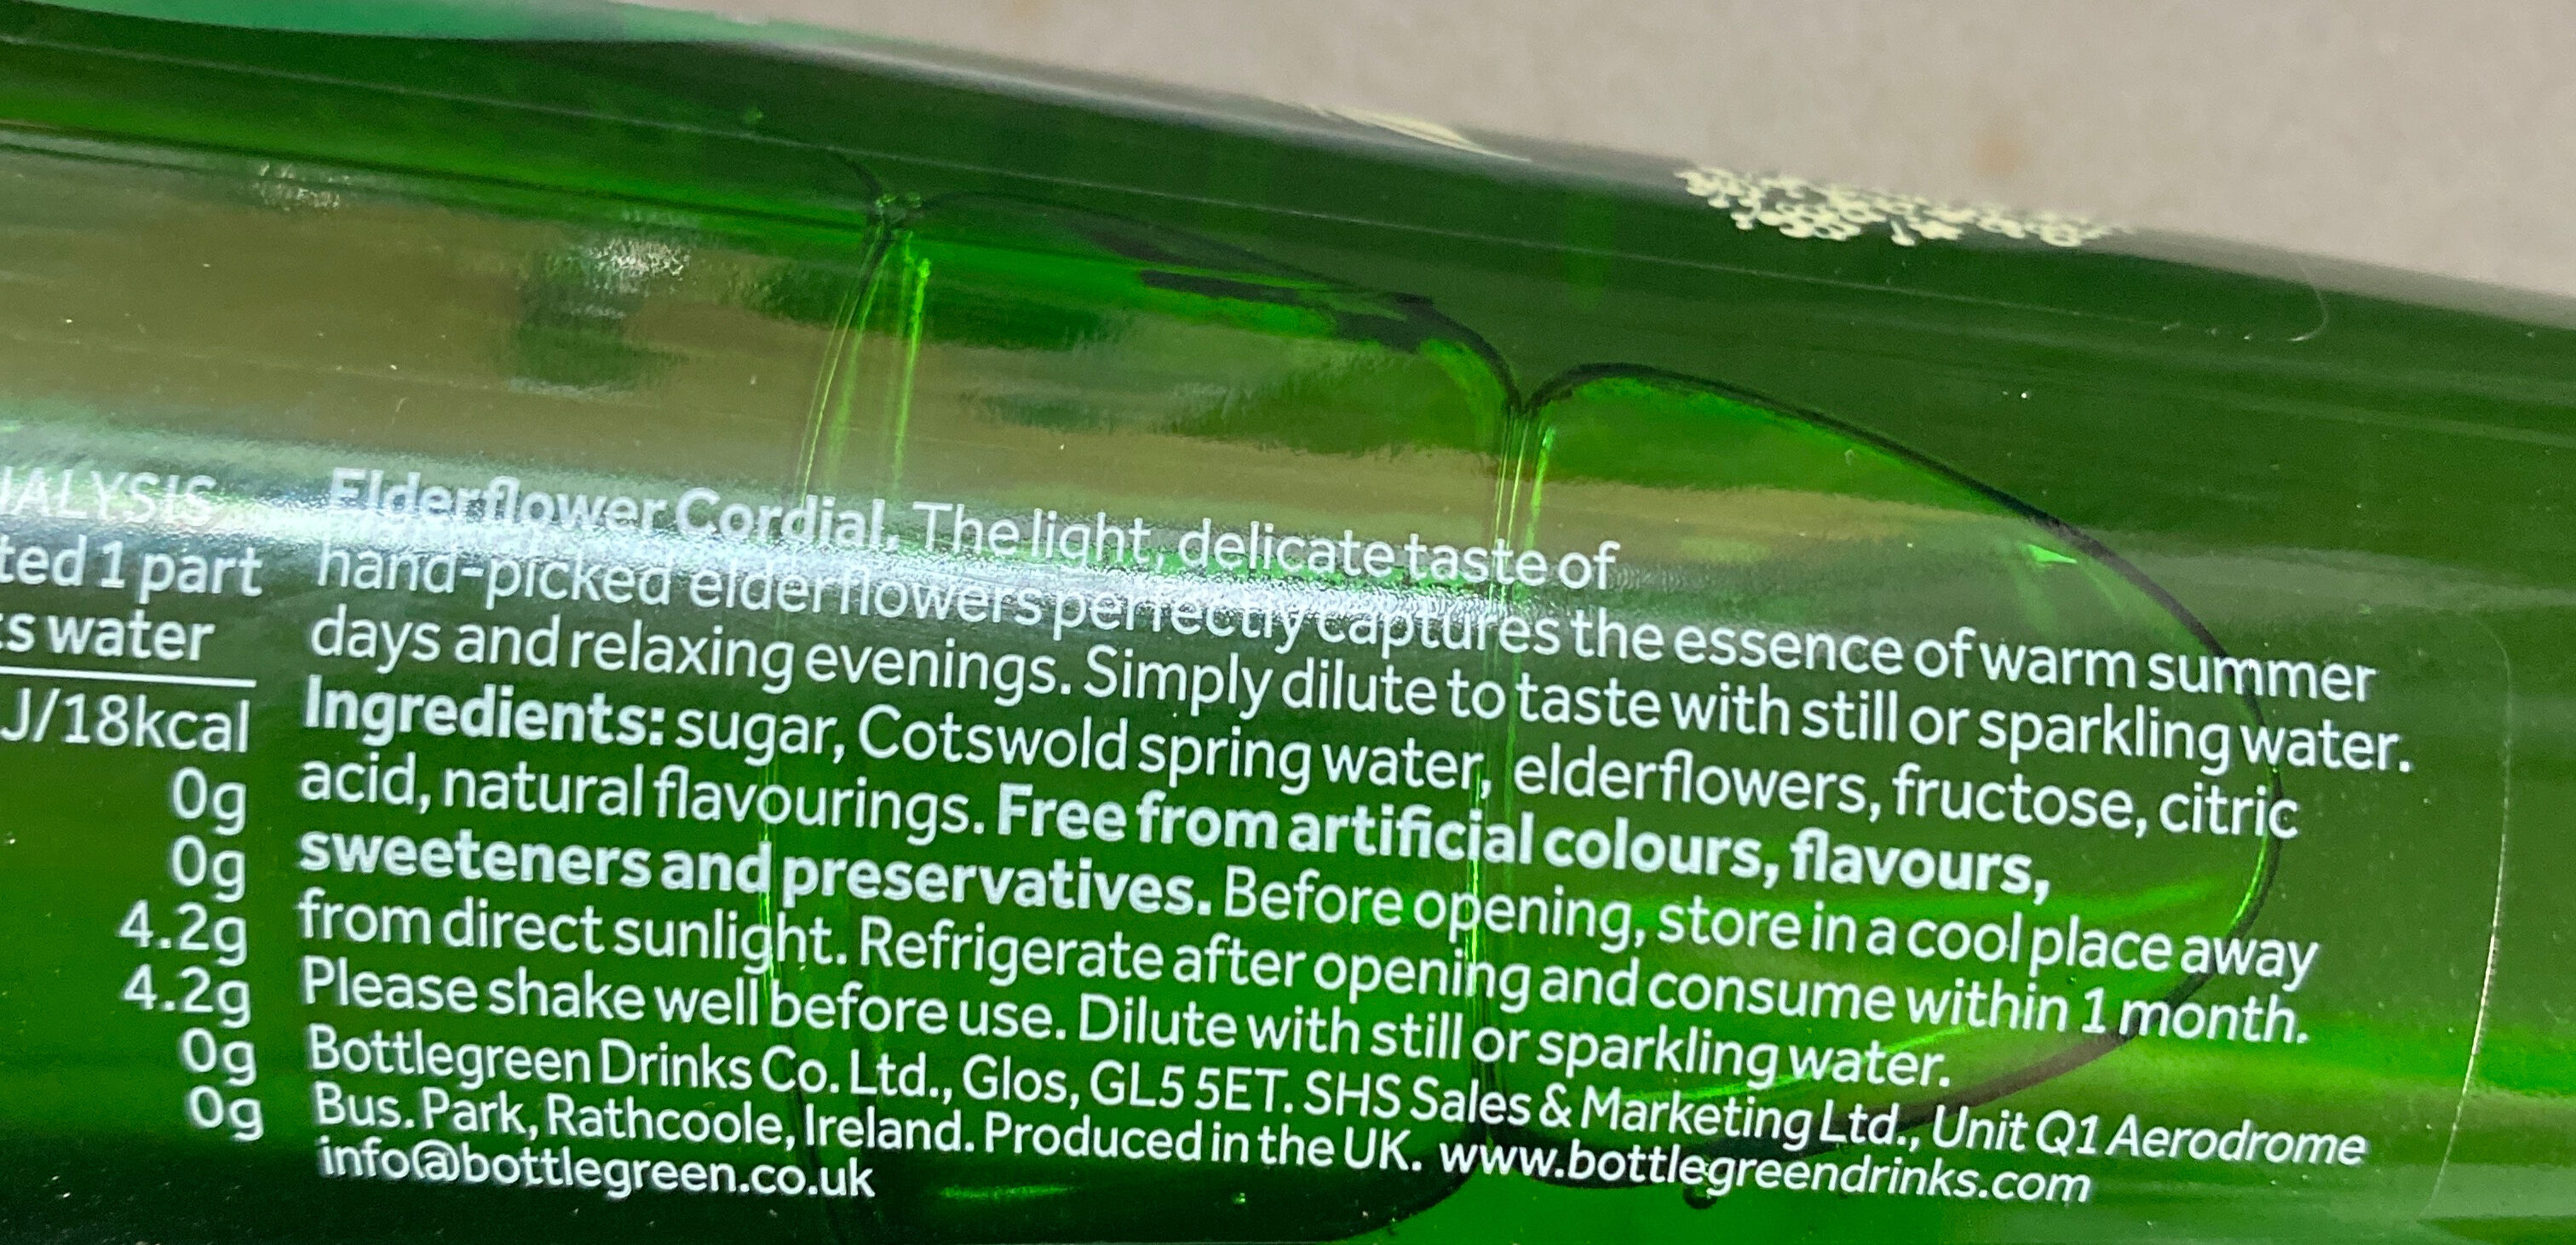 ALYSIS
ted 1 part
s water
J/18kcal
0g
0g
4.2g
4.2g
0g
0g
Elderflower Cordial. The light, delicate taste of
hand-picked elderflowers perfectly captures the essence of warm summer
days and relaxing evenings. Simply dilute to taste with still or sparkling water.
Ingredients: sugar, Cotswold spring water, elderflowers, fructose, citric
acid, natural flavourings. Free from artificial colours, flavours,
sweeteners and preservatives. Before opening, store in a cool place away
from direct sunlight. Refrigerate after opening and consume within 1 month.
Please shake well before use. Dilute with still or sparkling water.
Bottlegreen Drinks Co. Ltd., Glos, GL5 5ET. SHS Sales & Marketing Ltd., Unit Q1 Aerodrome
Bus. Park, Rathcoole, Ireland. Produced in the UK. www.bottlegreendrinks.com
info@bottlegreen.co.uk